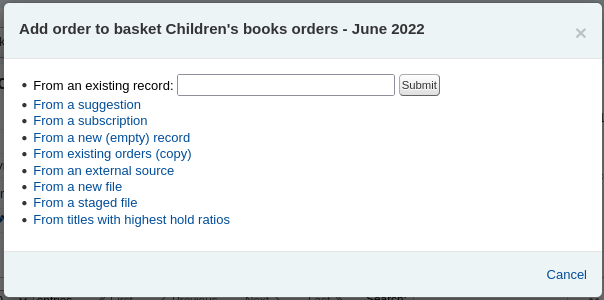 Add order to basket Children's books orders - June 2022
×
From an existing record: Submit
From a suggestion
From a subscription
From a new (empty) record
From existing orders (copy)
From an external source
From a new file
From a staged file
From titles with highest hold ratios
Cancel